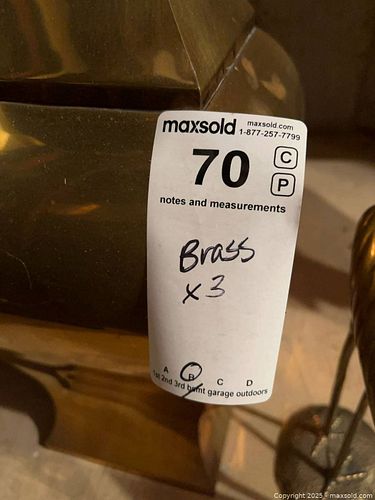 maxsold maxsold.com
1-877-257-7799
70 C
P
notes and measurements
Brass
x 3
A B C D
1st 2nd 3rd bsmt garage outdoors
Copyright 2025 - maxsold.com